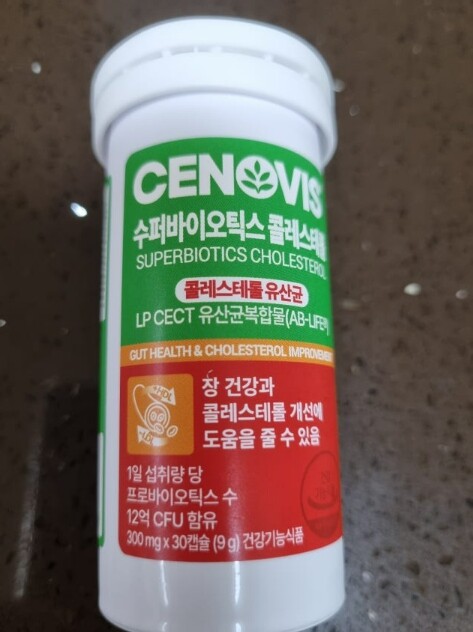 CENOVIS
수퍼바이오틱스 콜레스테롤
SUPERBIOTICS CHOLESTEROL
콜레스테롤 유산균
LP CECT 유산균복합물(AB-LIFE®)
GUT HEALTH & CHOLESTEROL IMPROVEMENT
장 건강과
콜레스테롤 개선에
도움을 줄 수 있음
1일 섭취량 당
프로바이오틱스 수
12억 CFU 함유
300 mg x 30캡슐 (9 g) 건강기능식품